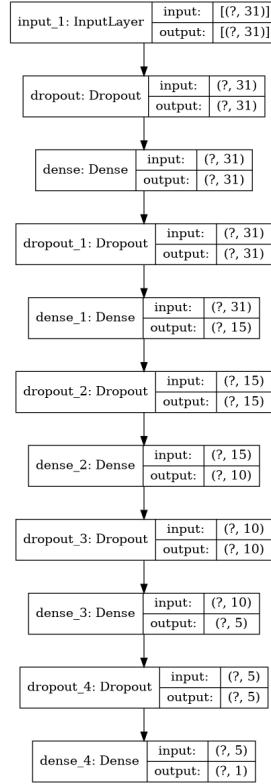 input_1: InputLayer input: [(?, 31)]
output: [(?, 31)]
dropout: Dropout input: (?, 31)
output: (?, 31)
dense: Dense input: (?, 31)
output: (?, 31)
dropout_1: Dropout input: (?, 31)
output: (?, 31)
dense_1: Dense input: (?, 31)
output: (?, 15)
dropout_2: Dropout input: (?, 15)
output: (?, 15)
dense_2: Dense input: (?, 15)
output: (?, 10)
dropout_3: Dropout input: (?, 10)
output: (?, 10)
dense_3: Dense input: (?, 10)
output: (?, 5)
dropout_4: Dropout input: (?, 5)
output: (?, 5)
dense_4: Dense input: (?, 5)
output: (?, 1)